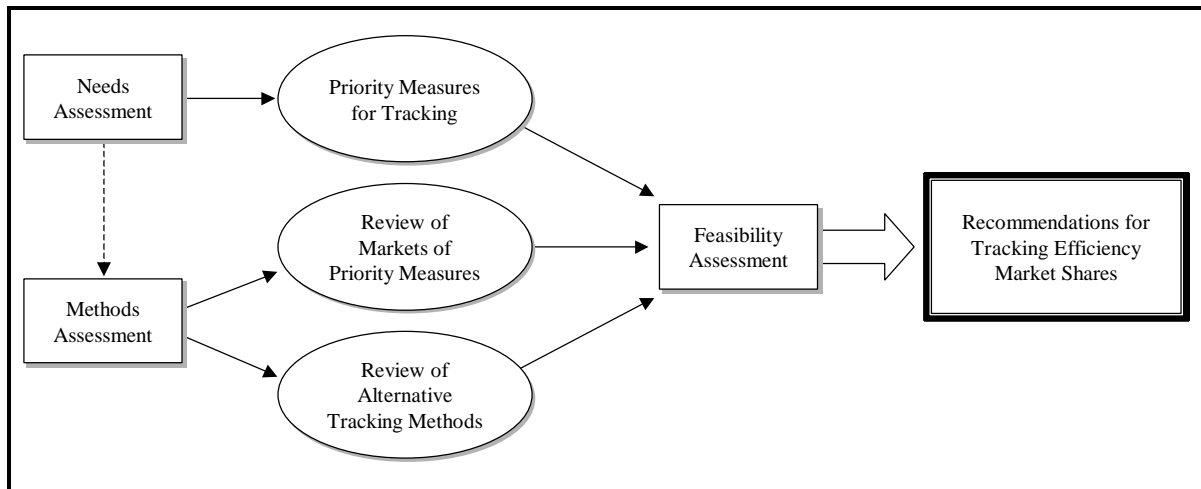 Needs
Assessment
Priority Measures
for Tracking
Review of
Markets of
Priority Measures
Methods
Assessment
Review of
Alternative
Tracking Methods
Feasibility
Assessment
Recommendations for
Tracking Efficiency
Market Shares